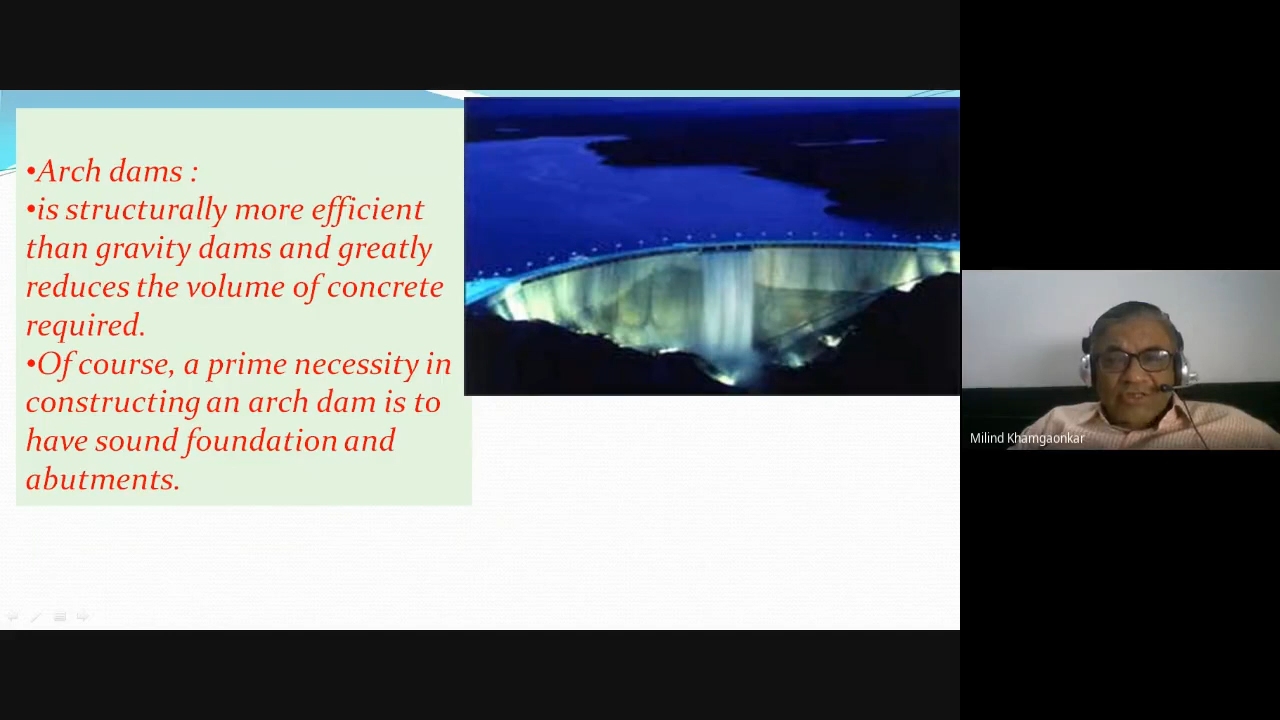 •Arch dams :
•is structurally more efficient
than gravity dams and greatly
reduces the volume of concrete
required.
•Of course, a prime necessity in
constructing an arch dam is to
have sound foundation and
abutments.
Milind Khamgaonkar